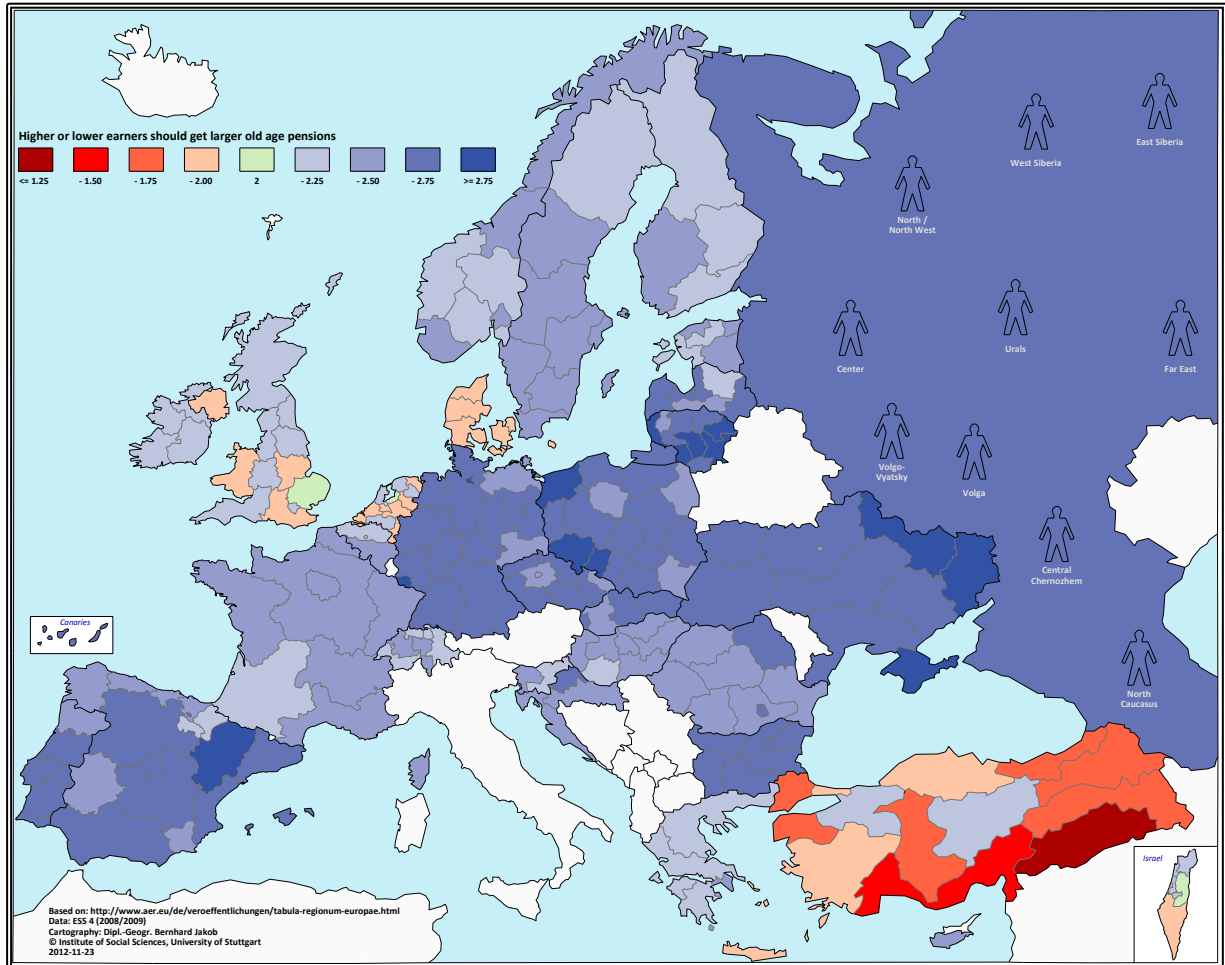 Higher or lower earners should get larger old age pensions
<= 1.25 - 1.50 - 1.75 - 2.00 2 - 2.25 - 2.50 - 2.75 >= 2.75
East Siberia
West Siberia
North /
North West
Center
Urals
Far East
Volgo-
Vyatsky
Volga
Central
Chernozhem
North
Caucasus
Canaries
Israel
Based on: http://www.aer.eu/de/veroeffentlichungen/tabula-regionum-europae.html
Data: ESS 4 (2008/2009)
Cartography: Dipl.-Geogr. Bernhard Jakob
© Institute of Social Sciences, University of Stuttgart
2012-11-23